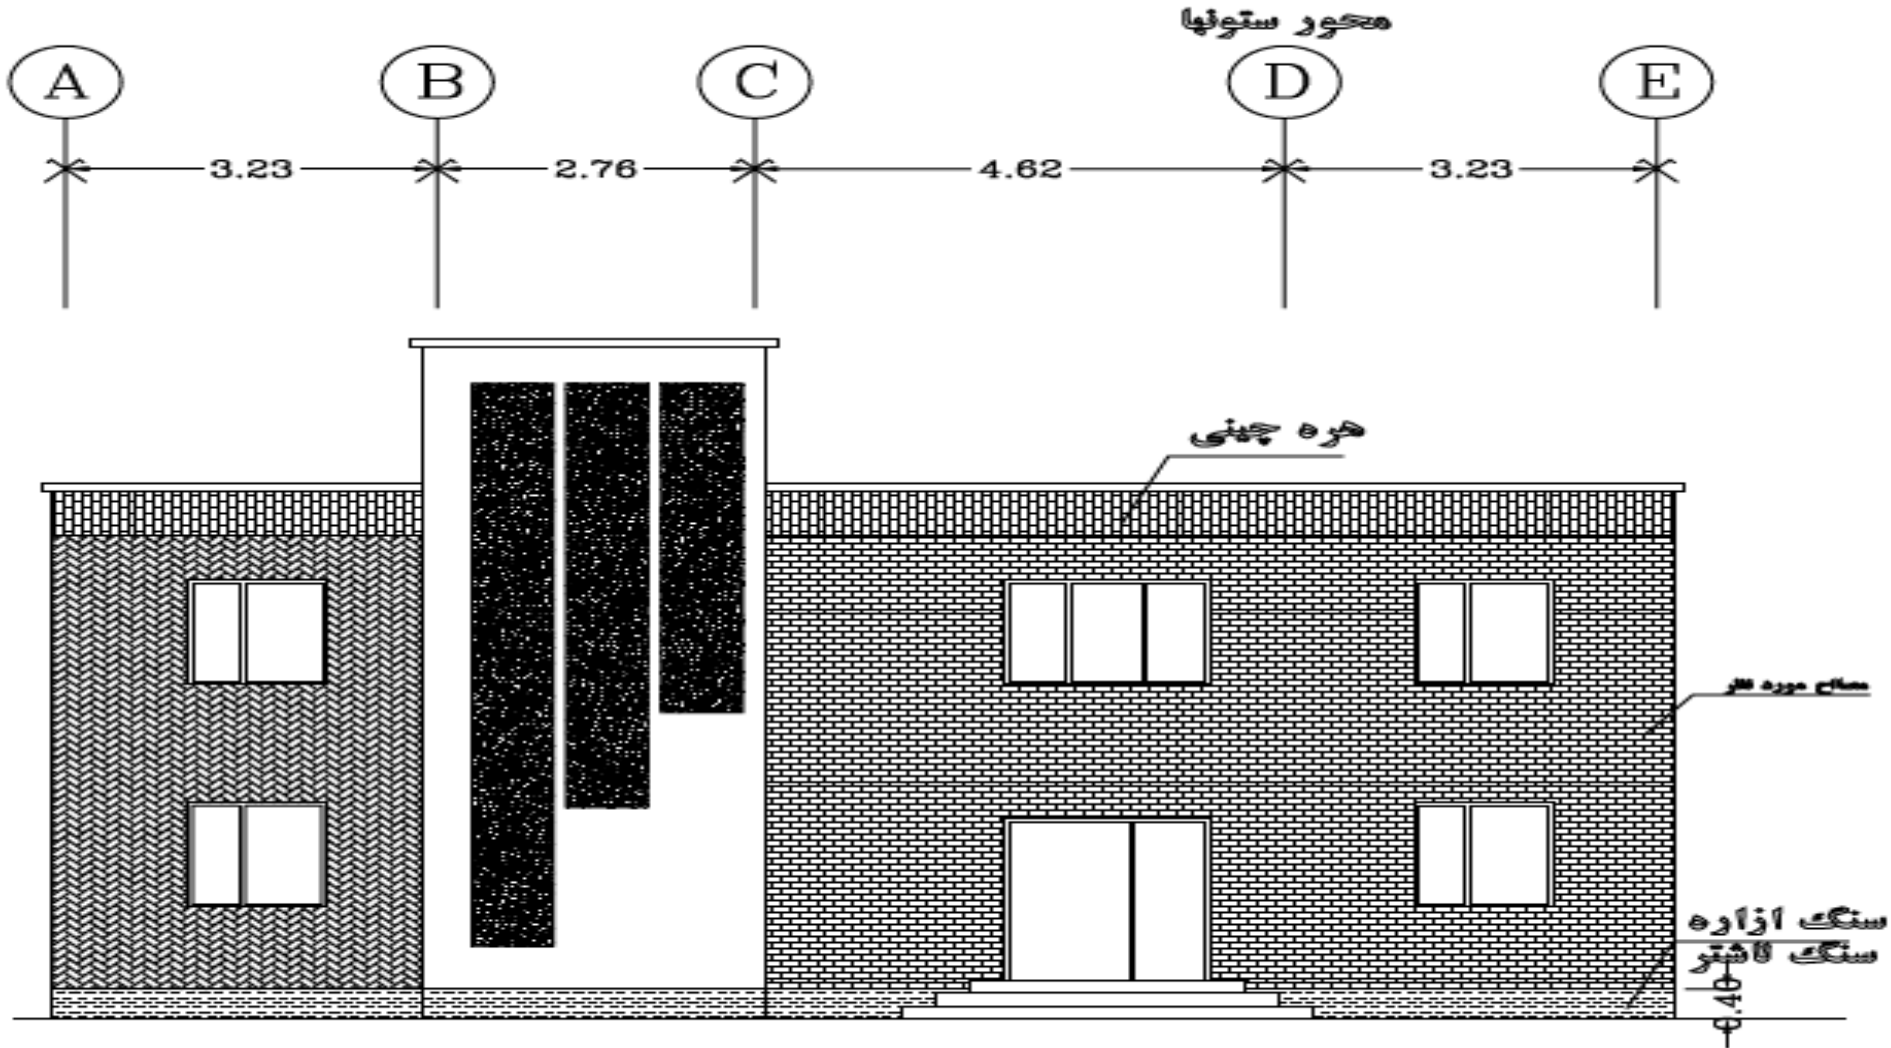 محور ستونها
A B C D E
3.23 2.76 4.62 3.23
هره چینی
مصالح مورد نظر
سنگ ازاره
سنگ لاشتر
0.40